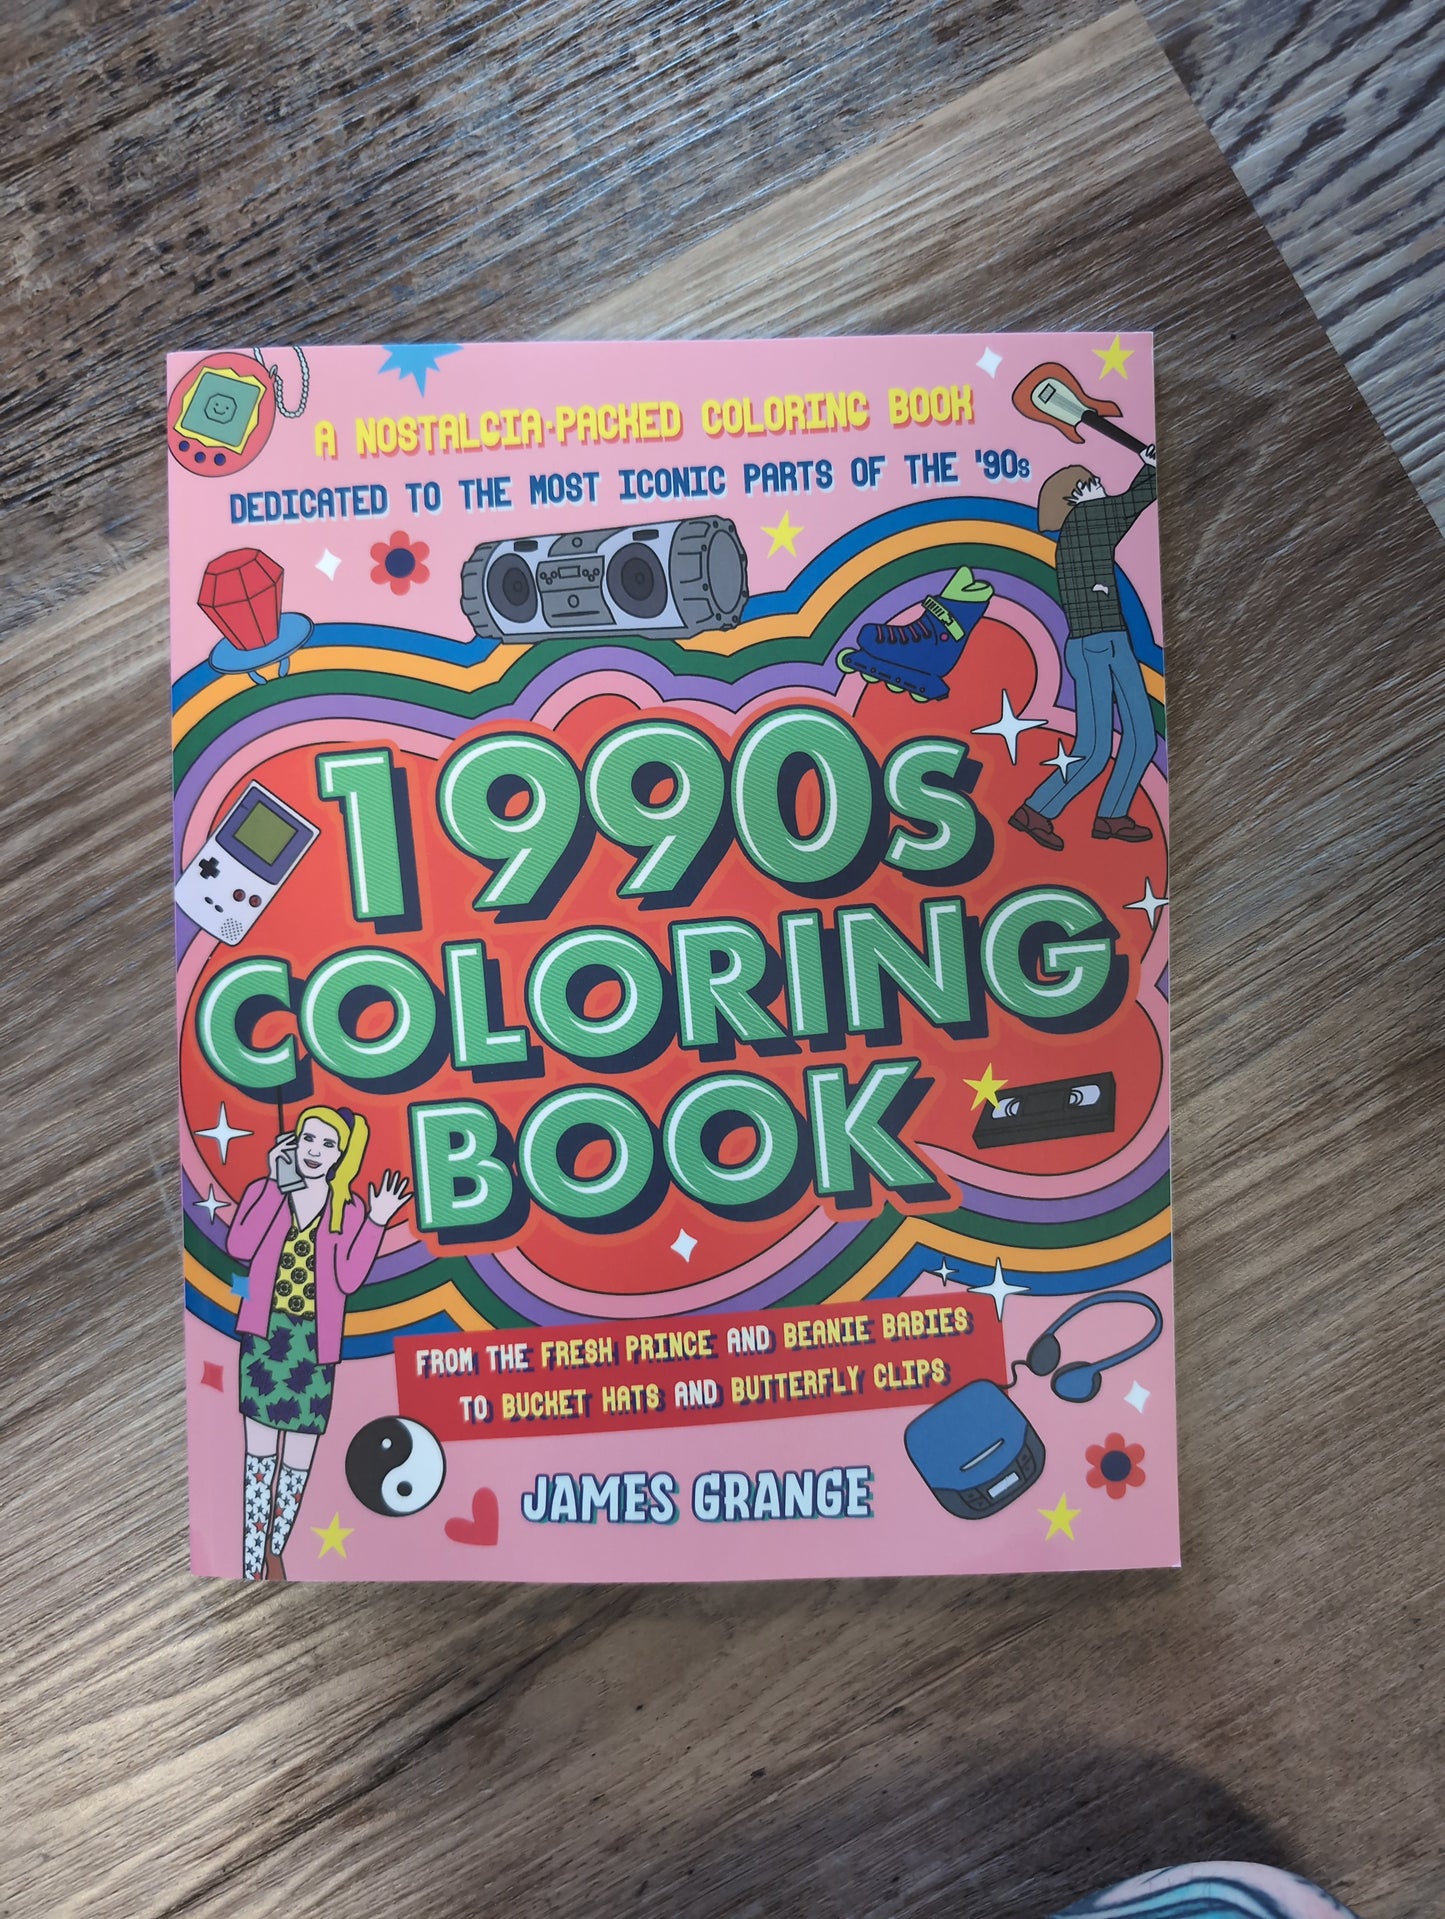 A NOSTALGIA-PACKED COLORING BOOK
DEDICATED TO THE MOST ICONIC PARTS OF THE '90s
1990s
COLORING
BOOK
FROM THE FRESH PRINCE AND BEANIE BABIES
TO BUCKET HATS AND BUTTERFLY CLIPS
JAMES GRANGE